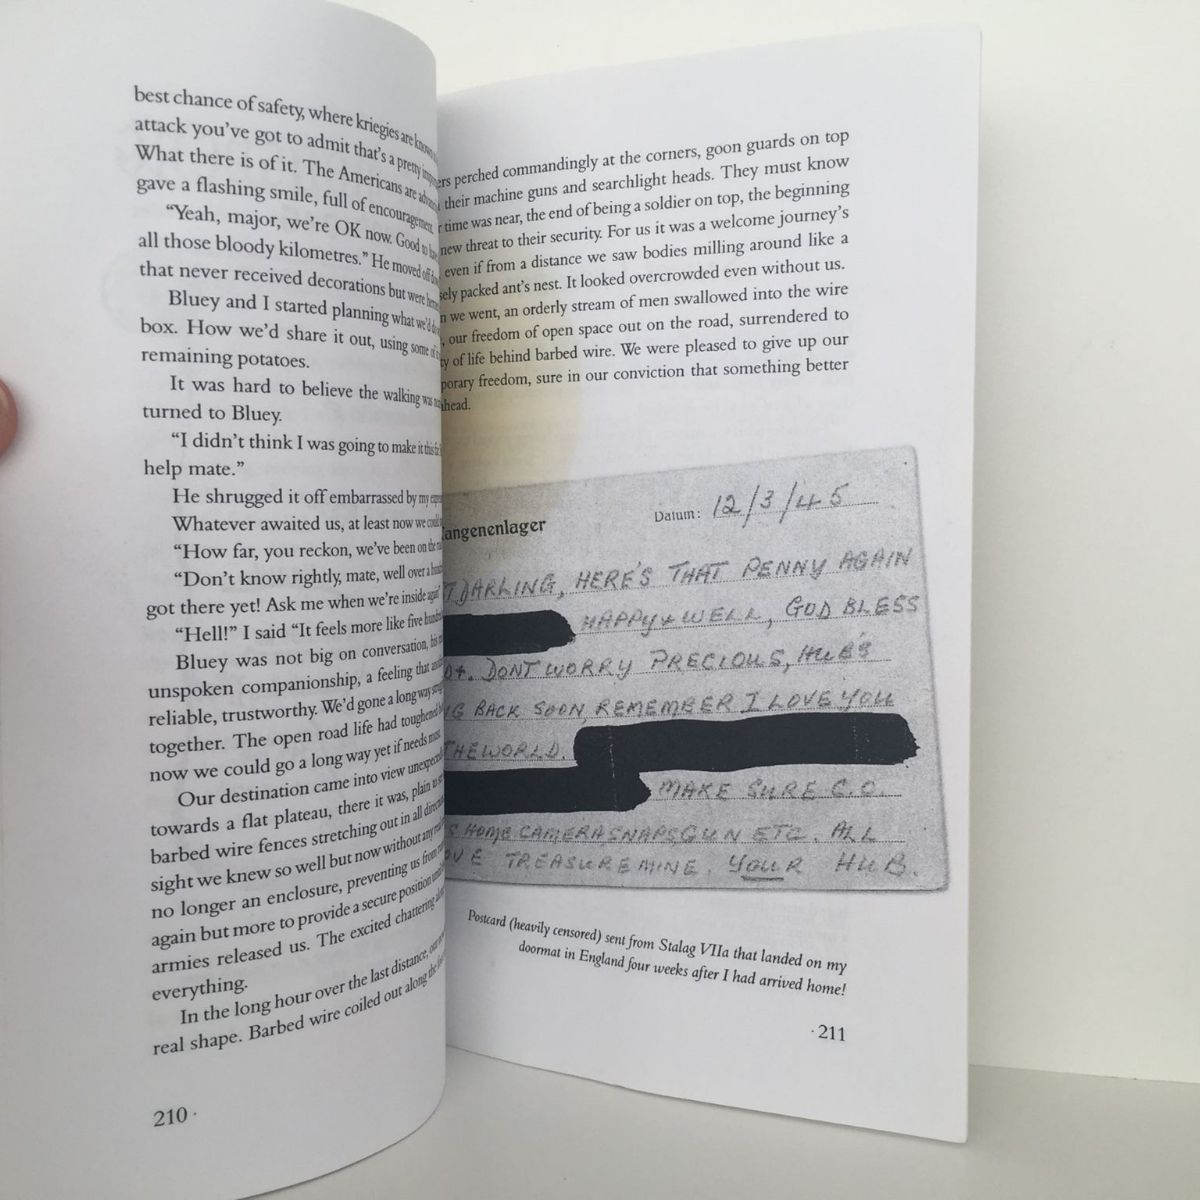 best chance of safety, where kriegies are known
attack you've got to admit that's a pretty
What there is of it. The Americans are
gave a flashing smile, full of encouragement.
"Yeah, major, we're OK now. Good to
all those bloody kilometres." He moved off
that never received decorations but were
Bluey and I started planning what we'd do
box. How we'd share it out, using some of
remaining potatoes.
It was hard to believe the walking was
turned to Bluey.
"I didn't think I was going to make it this
help mate."
He shrugged it off embarrassed by my
Whatever awaited us, at least now we
"How far, you reckon, we've been on the
"Don't know rightly, mate, well over a
got there yet! Ask me when we're inside again"
"Hell!" I said "It feels more like five
Bluey was not big on conversation, his
unspoken companionship, a feeling that
reliable, trustworthy. We'd gone a long way
together. The open road life had toughened
now we could go a long way yet if needs must.
Our destination came into view
towards a flat plateau, there it was, plain to
barbed wire fences stretching out in all
sight we knew so well but now without any
no longer an enclosure, preventing us from
again but more to provide a secure position
armies released us. The excited chattering
everything.
In the long hour over the last distance, our
real shape. Barbed wire coiled out along the
210 ·
perched commandingly at the corners, goon guards on top
their machine guns and searchlight heads. They must know
time was near, the end of being a soldier on top, the beginning
new threat to their security. For us it was a welcome journey's
even if from a distance we saw bodies milling around like a
packed ant's nest. It looked overcrowded even without us.
we went, an orderly stream of men swallowed into the wire
our freedom of open space out on the road, surrendered to
of life behind barbed wire. We were pleased to give up our
freedom, sure in our conviction that something better
ahead.
Datum: 12/3/45
angenenlager
DARLING, HERE'S THAT PENNY AGAIN
HAPPY & WELL, GOD BLESS
DONT WORRY PRECIOUS, HUB'S
BACK SOON, REMEMBER I LOVE YOU
THE WORLD.
MAKE SURE C.O.
HOME CAMERA SNAPS GUN ETC. ALL
TREASURE MINE. YOUR HUB.
Postcard (heavily censored) sent from Stalag VIIa that landed on my
doormat in England four weeks after I had arrived home!
· 211